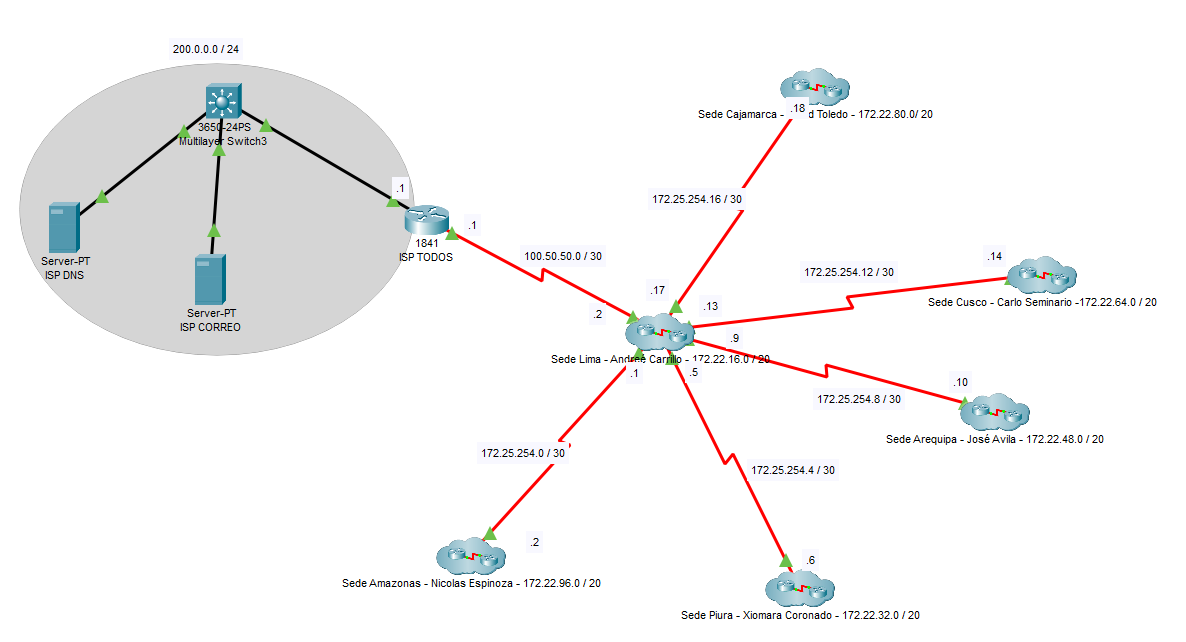 200.0.0.0 / 24
3650-24PS
Multilayer Switch3
Server-PT
ISP DNS
Server-PT
ISP CORREO
.1
1841
ISP TODOS
.1
100.50.50.0 / 30
.2
Sede Cajamarca - d Toledo - 172.22.80.0/ 20
.18
172.25.254.16 / 30
.17
172.25.254.12 / 30
.14
.13
Sede Cusco - Carlo Seminario -172.22.64.0 / 20
Sede Lima - Andreé Carrillo - 172.22.16.0 / 20
.9
.10
172.25.254.8 / 30
Sede Arequipa - José Avila - 172.22.48.0 / 20
.1
.5
172.25.254.0 / 30
172.25.254.4 / 30
.2
Sede Amazonas - Nicolas Espinoza - 172.22.96.0 / 20
.6
Sede Piura - Xiomara Coronado - 172.22.32.0 / 20